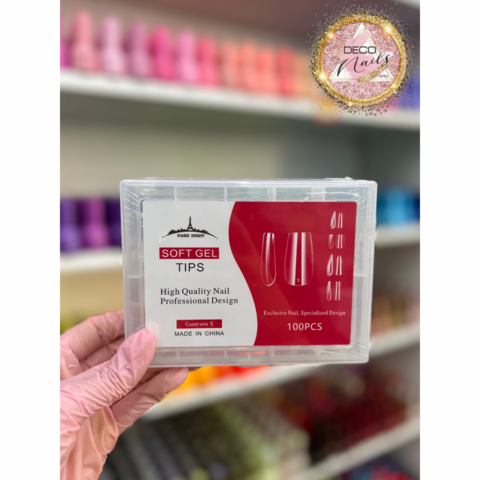 DECO
Nails
PARIS NIGHT
SOFT GEL
TIPS
High Quality Nail
Professional Design
Cuadrada S
MADE IN CHINA
Exclusive Nail, Specialized Design
100PCS